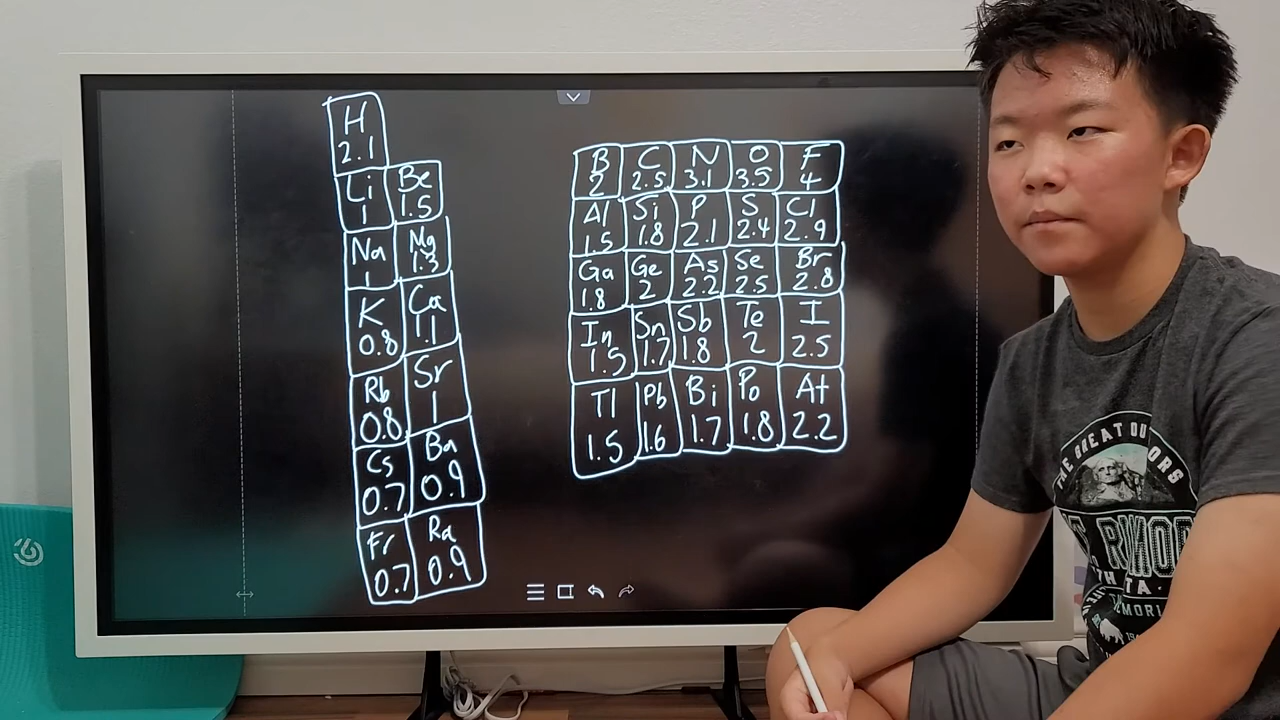 H
2.1
Li Be
1 1.5
Na Mg
1 1.3
K Ca
0.8 1.1
Rb Sr
0.8 1
Cs Ba
0.7 0.9
Fr Ra
0.7 0.9
B C N O F
2 2.5 3.1 3.5 4
Al Si P S Cl
1.5 1.8 2.1 2.4 2.9
Ga Ge As Se Br
1.8 2 2.2 2.5 2.8
In Sn Sb Te I
1.5 1.7 1.8 2 2.5
Tl Pb Bi Po At
1.5 1.6 1.7 1.8 2.2
THE GREAT